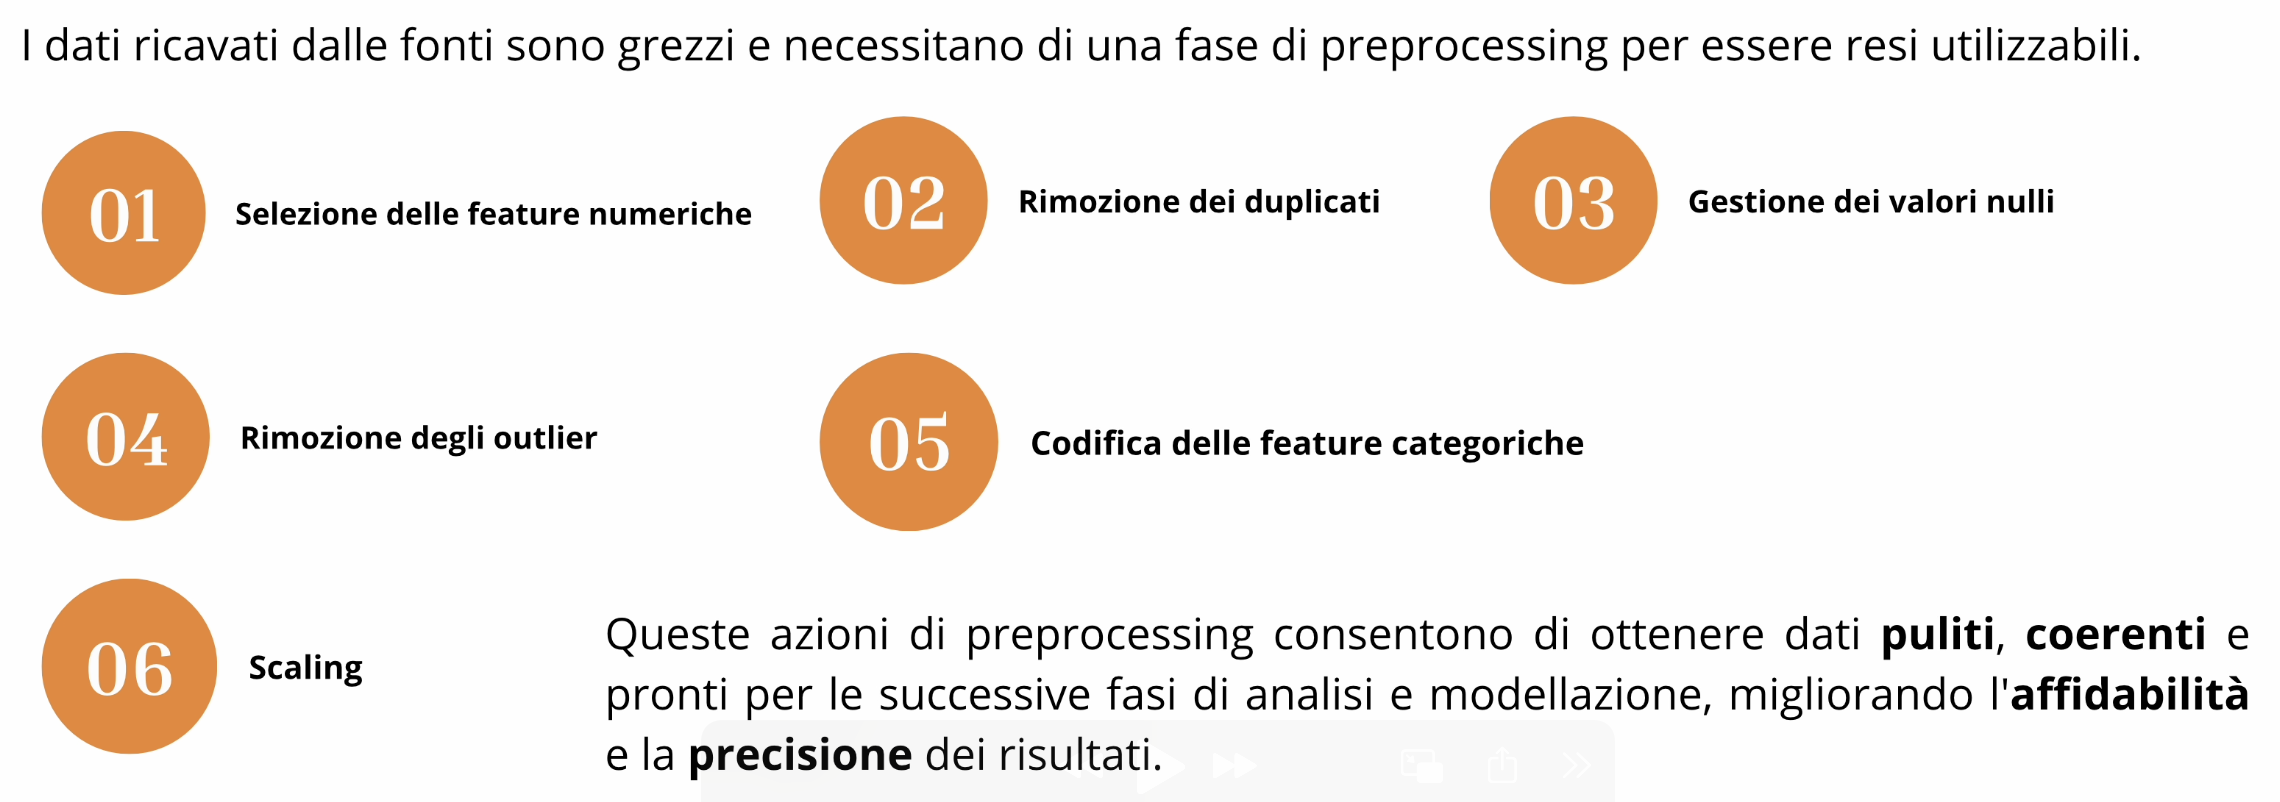 I dati ricavati dalle fonti sono grezzi e necessitano di una fase di preprocessing per essere resi utilizzabili.
01 Selezione delle feature numeriche
02 Rimozione dei duplicati
03 Gestione dei valori nulli
04 Rimozione degli outlier
05 Codifica delle feature categoriche
06 Scaling
Queste azioni di preprocessing consentono di ottenere dati puliti, coerenti e
pronti per le successive fasi di analisi e modellazione, migliorando l'affidabilità
e la precisione dei risultati.